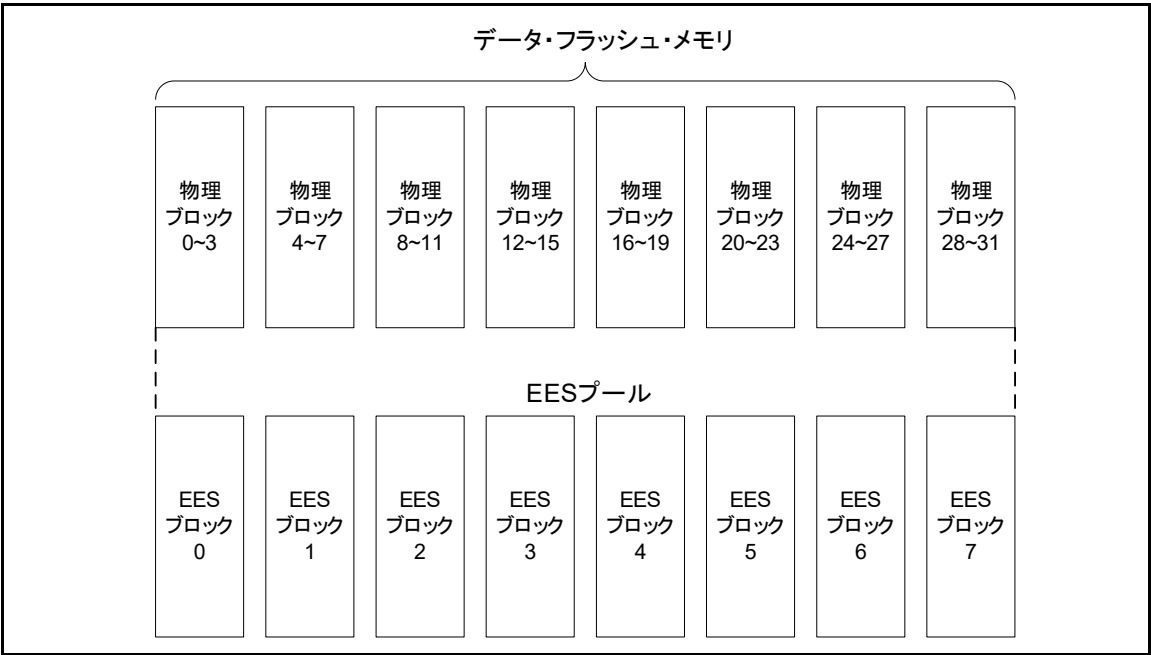 データ・フラッシュ・メモリ
物理
ブロック
0~3
物理
ブロック
4~7
物理
ブロック
8~11
物理
ブロック
12~15
物理
ブロック
16~19
物理
ブロック
20~23
物理
ブロック
24~27
物理
ブロック
28~31
EESプール
EES
ブロック
0
EES
ブロック
1
EES
ブロック
2
EES
ブロック
3
EES
ブロック
4
EES
ブロック
5
EES
ブロック
6
EES
ブロック
7